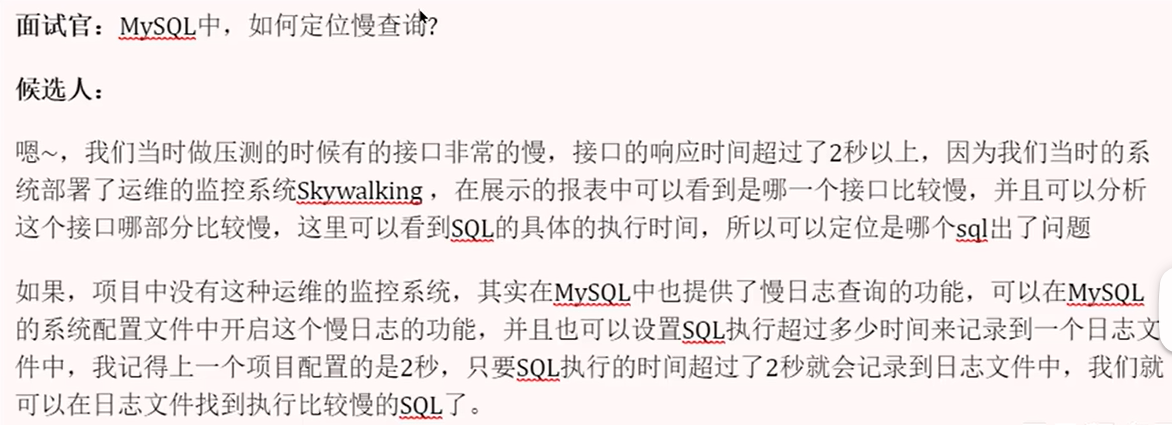 面试官：MySQL中，如何定位慢查询?
候选人：
嗯~，我们当时做压测的时候有的接口非常的慢，接口的响应时间超过了2秒以上，因为我们当时的系
统部署了运维的监控系统Skywalking ，在展示的报表中可以看到是哪一个接口比较慢，并且可以分析
这个接口哪部分比较慢，这里可以看到SQL的具体的执行时间，所以可以定位是哪个sql出了问题
如果，项目中没有这种运维的监控系统，其实在MySQL中也提供了慢日志查询的功能，可以在MySQL
的系统配置文件中开启这个慢日志的功能，并且也可以设置SQL执行超过多少时间来记录到一个日志文
件中，我记得上一个项目配置的是2秒，只要SQL执行的时间超过了2秒就会记录到日志文件中，我们就
可以在日志文件找到执行比较慢的SQL了。